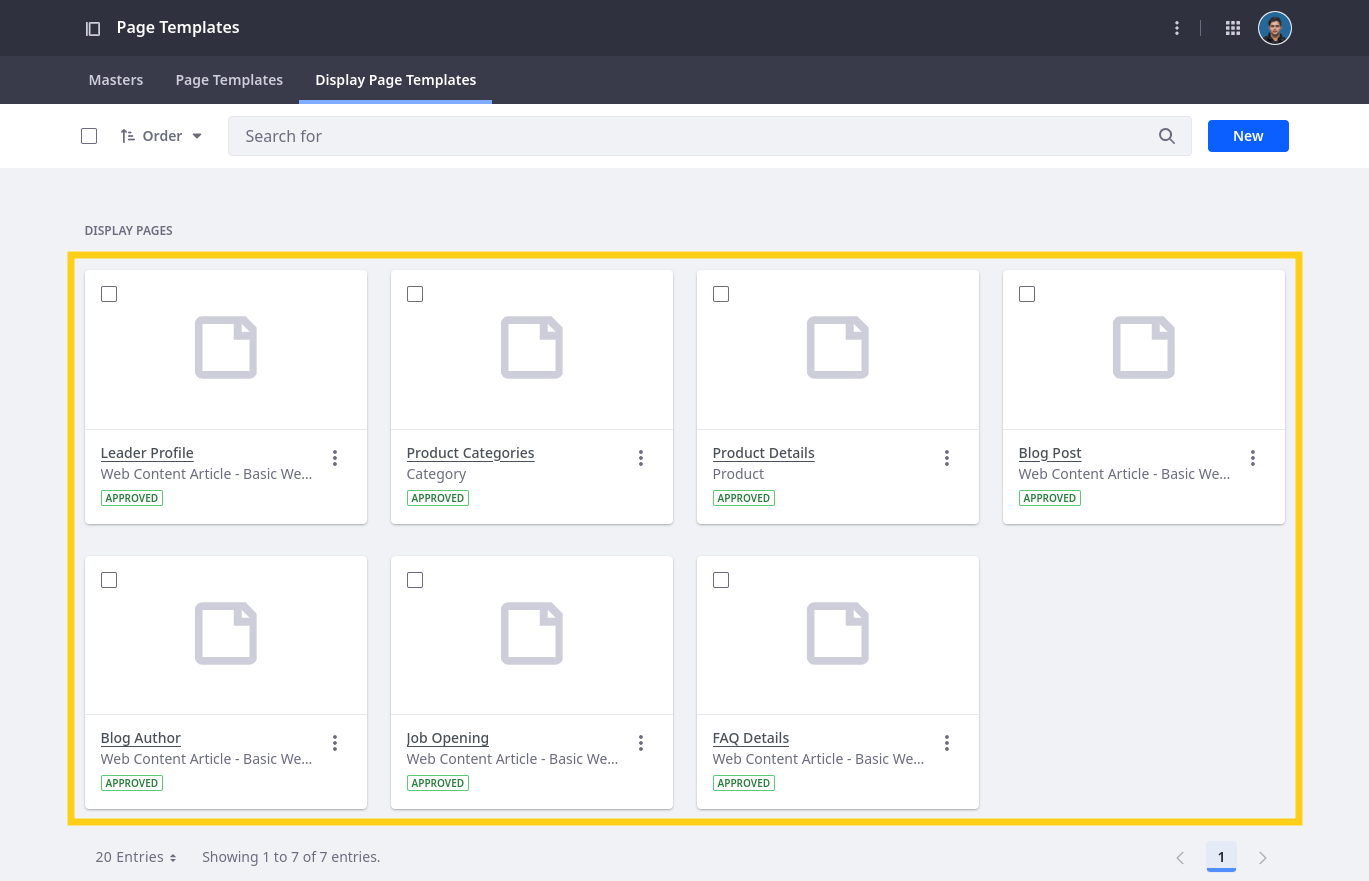 Page Templates
Masters Page Templates Display Page Templates
Order Search for New
DISPLAY PAGES
Leader Profile Product Categories Product Details Blog Post
Web Content Article - Basic We... Category Product Web Content Article - Basic We...
APPROVED APPROVED APPROVED APPROVED
Blog Author Job Opening FAQ Details
Web Content Article - Basic We... Web Content Article - Basic We... Web Content Article - Basic We...
APPROVED APPROVED APPROVED
20 Entries Showing 1 to 7 of 7 entries. 1